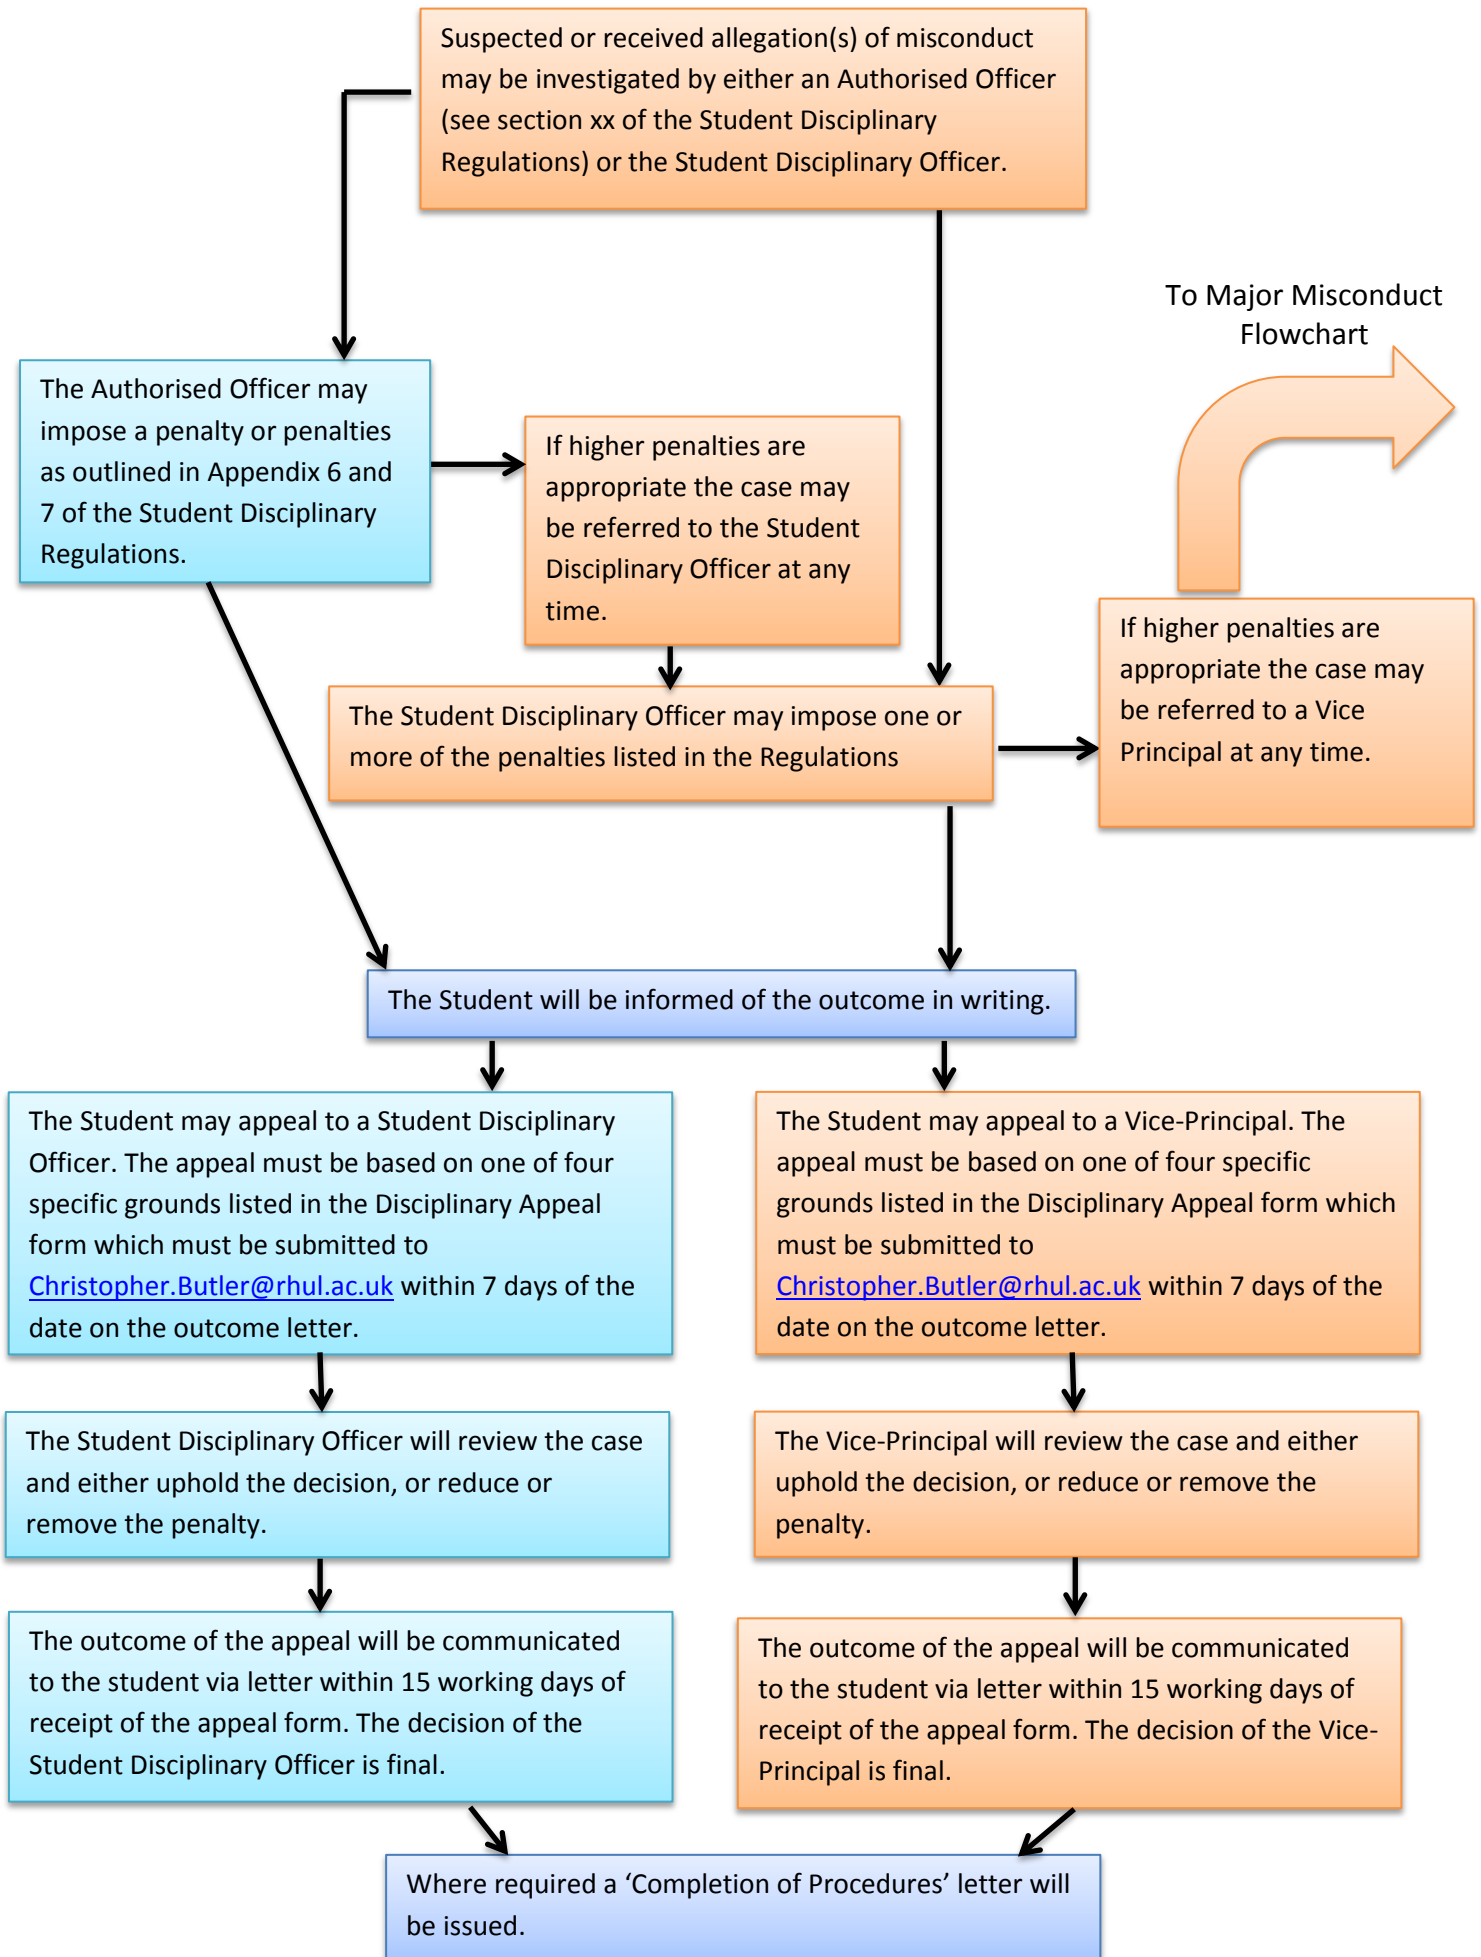 Suspected or received allegation(s) of misconduct
may be investigated by either an Authorised Officer
(see section xx of the Student Disciplinary
Regulations) or the Student Disciplinary Officer.
To Major Misconduct
Flowchart
The Authorised Officer may
impose a penalty or penalties
as outlined in Appendix 6 and
7 of the Student Disciplinary
Regulations.
If higher penalties are
appropriate the case may
be referred to the Student
Disciplinary Officer at any
time.
If higher penalties are
appropriate the case may
be referred to a Vice
Principal at any time.
The Student Disciplinary Officer may impose one or
more of the penalties listed in the Regulations
The Student will be informed of the outcome in writing.
The Student may appeal to a Student Disciplinary
Officer. The appeal must be based on one of four
specific grounds listed in the Disciplinary Appeal
form which must be submitted to
Christopher.Butler@rhul.ac.uk within 7 days of the
date on the outcome letter.
The Student may appeal to a Vice-Principal. The
appeal must be based on one of four specific
grounds listed in the Disciplinary Appeal form which
must be submitted to
Christopher.Butler@rhul.ac.uk within 7 days of the
date on the outcome letter.
The Student Disciplinary Officer will review the case
and either uphold the decision, or reduce or
remove the penalty.
The Vice-Principal will review the case and either
uphold the decision, or reduce or remove the
penalty.
The outcome of the appeal will be communicated
to the student via letter within 15 working days of
receipt of the appeal form. The decision of the
Student Disciplinary Officer is final.
The outcome of the appeal will be communicated
to the student via letter within 15 working days of
receipt of the appeal form. The decision of the Vice-
Principal is final.
Where required a ‘Completion of Procedures’ letter will
be issued.